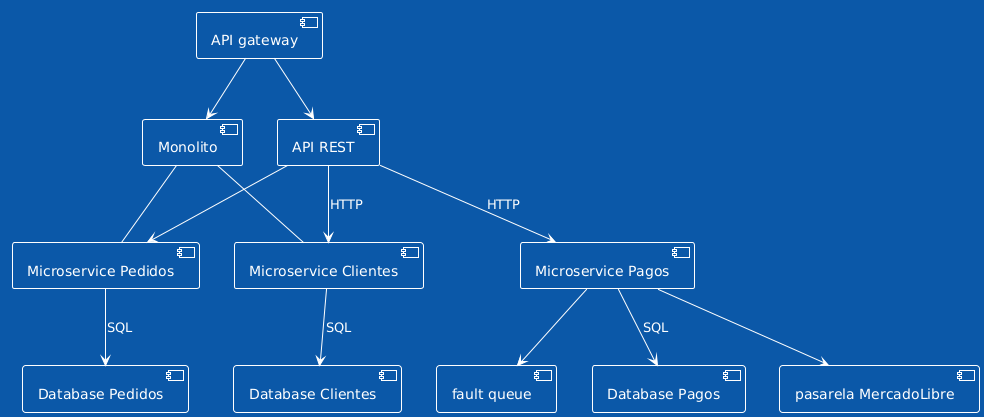 API gateway
Monolito
API REST
HTTP
HTTP
Microservice Pedidos
Microservice Clientes
Microservice Pagos
SQL
SQL
SQL
Database Pedidos
Database Clientes
fault queue
Database Pagos
pasarela MercadoLibre